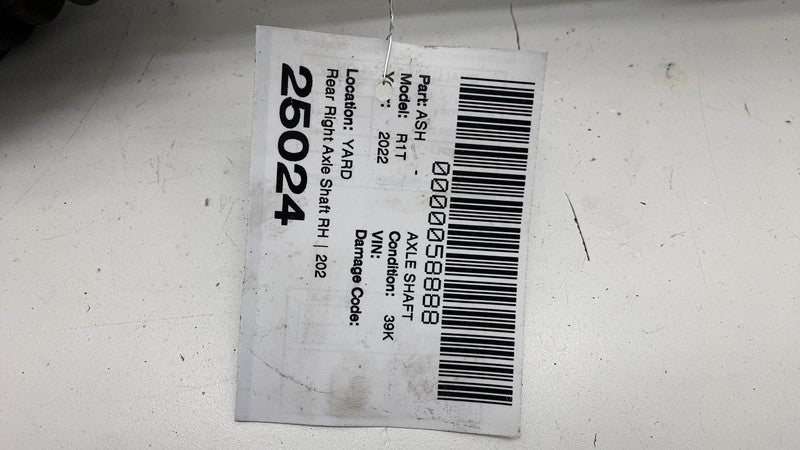 0000058888
Part: ASH - AXLE SHAFT
Model: R1T Condition: 39K
2022 VIN:
Damage Code:
Location: YARD
Rear Right Axle Shaft RH | 202
25024